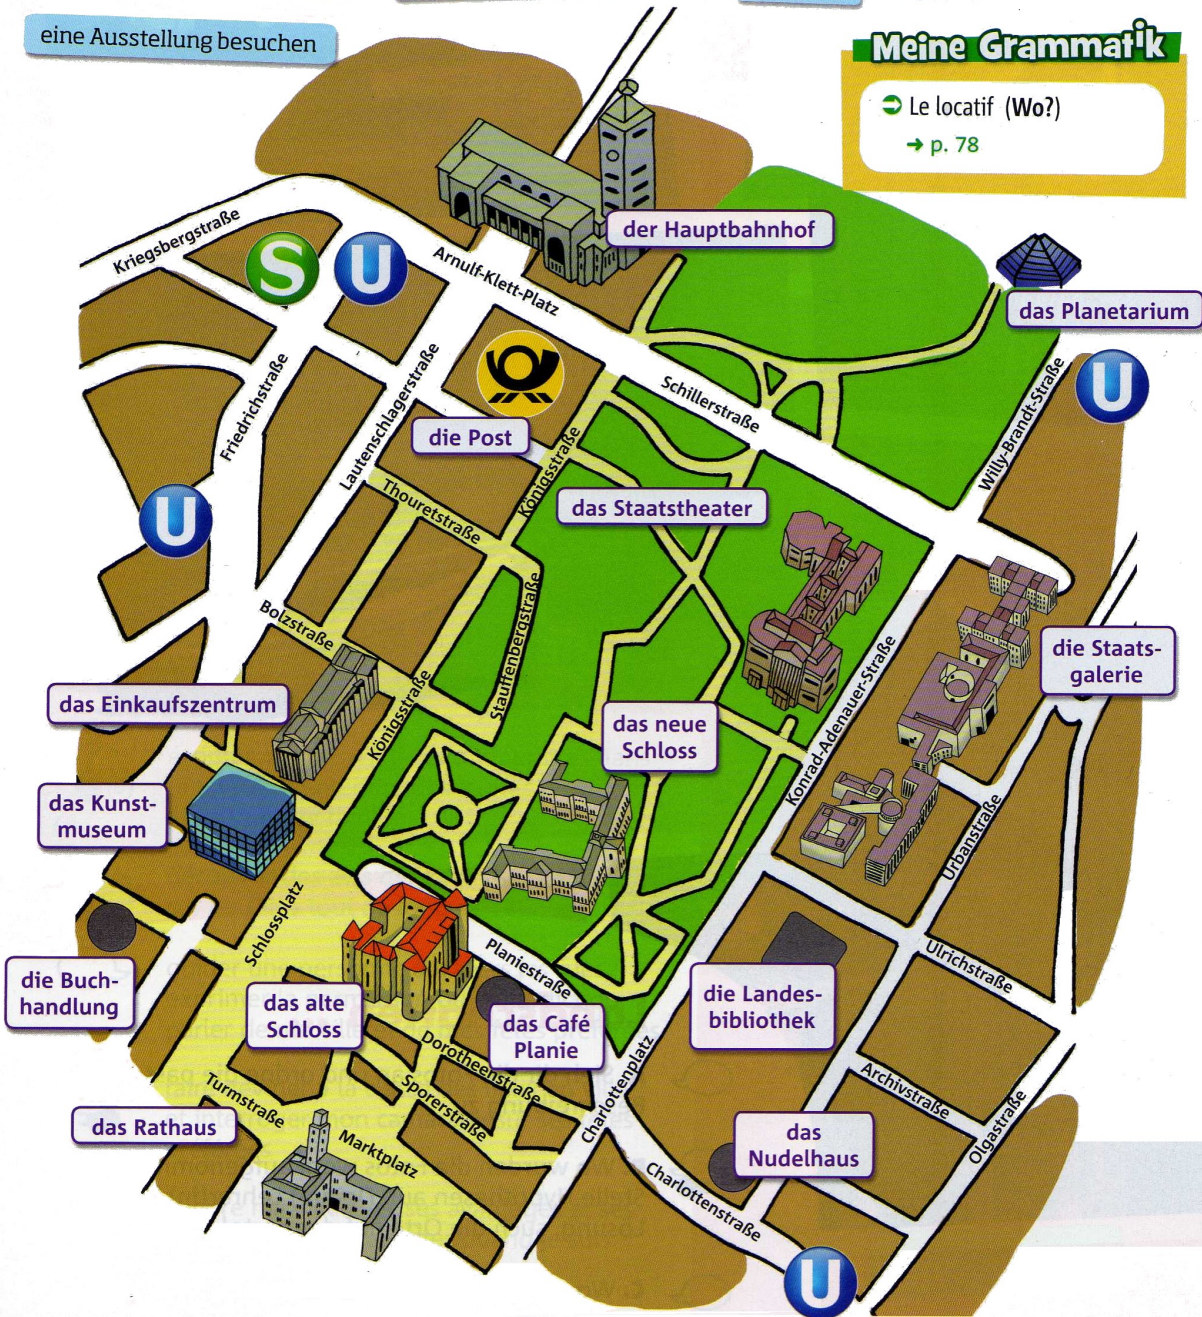 eine Ausstellung besuchen
Meine Grammatik
Le locatif (Wo?)
→ p. 78
der Hauptbahnhof
Kriegsbergstraße
S
U
Arnulf-Klett-Platz
das Planetarium
U
Friedrichstraße
Lautenschlagerstraße
die Post
Schillerstraße
Willy-Brandt-Straße
Königsstraße
Thouretstraße
das Staatstheater
U
Bolzstraße
Stauffenbergstraße
Königsstraße
Konrad-Adenauer-Straße
die Staats-
galerie
das Einkaufszentrum
das neue
Schloss
das Kunst-
museum
Urbanstraße
Schlossplatz
Planiestraße
Ulrichstraße
die Buch-
handlung
das alte
Schloss
das Café
Planie
die Landes-
bibliothek
Dorotheenstraße
Sporerstraße
Turmstraße
Charlottenplatz
Archivstraße
Olgastraße
das Rathaus
Marktplatz
das
Nudelhaus
Charlottenstraße
U